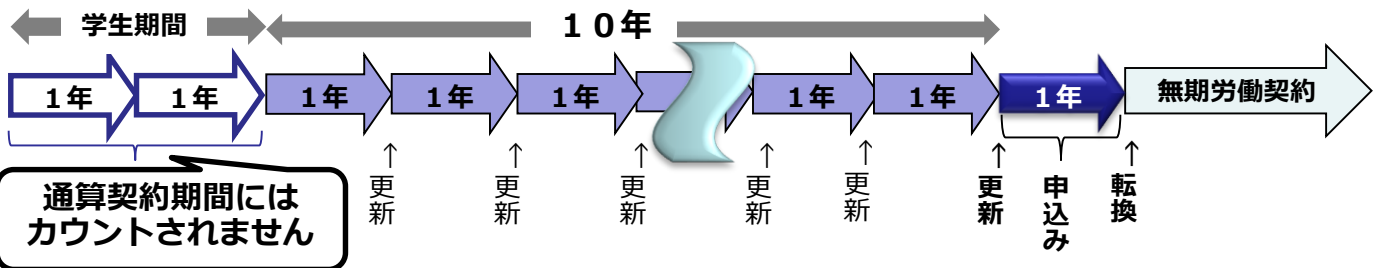 学生期間
10年
1年
1年
1年
1年
1年
1年
1年
1年
無期労働契約
通算契約期間には
カウントされません
↑更新
↑更新
↑更新
↑更新
↑更新
↑更新
申込み
↑転換